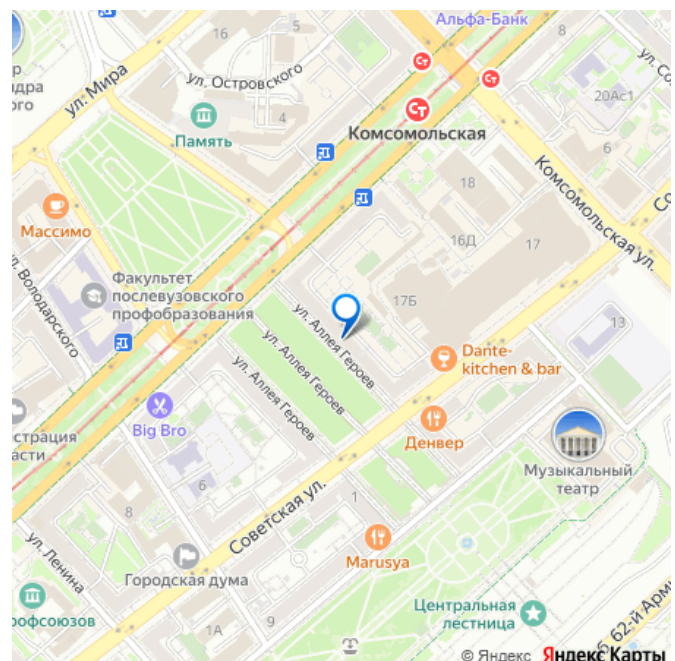 Альфа-Банк
16
5
8
ул. Мира
ул. Островского
20Ас1
Память
4
Комсомольская
6
Комсомольская ул.
Массимо
18
16Д
17
ул. Володарского
Факультет
послевузовского
профобразования
17Б
13
ул. Аллея Героев
ул. Аллея Героев
ул. Аллея Героев
Dante-
kitchen & bar
Big Bro
Денвер
Музыкальный
театр
6
8
1
Советская ул.
ул. Ленина
Городская дума
Marusya
Центральная
лестница
1А
9
© Яндекс Яндекс Карты